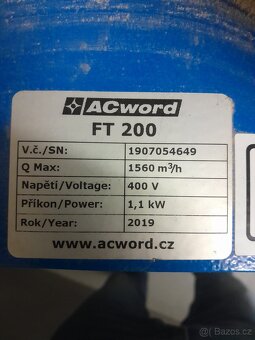 ACword
FT 200
V.č./SN: 1907054649
Q Max: 1560 m³/h
Napětí/Voltage: 400 V
Příkon/Power: 1,1 kW
Rok/Year: 2019
www.acword.cz
Bazoš.cz